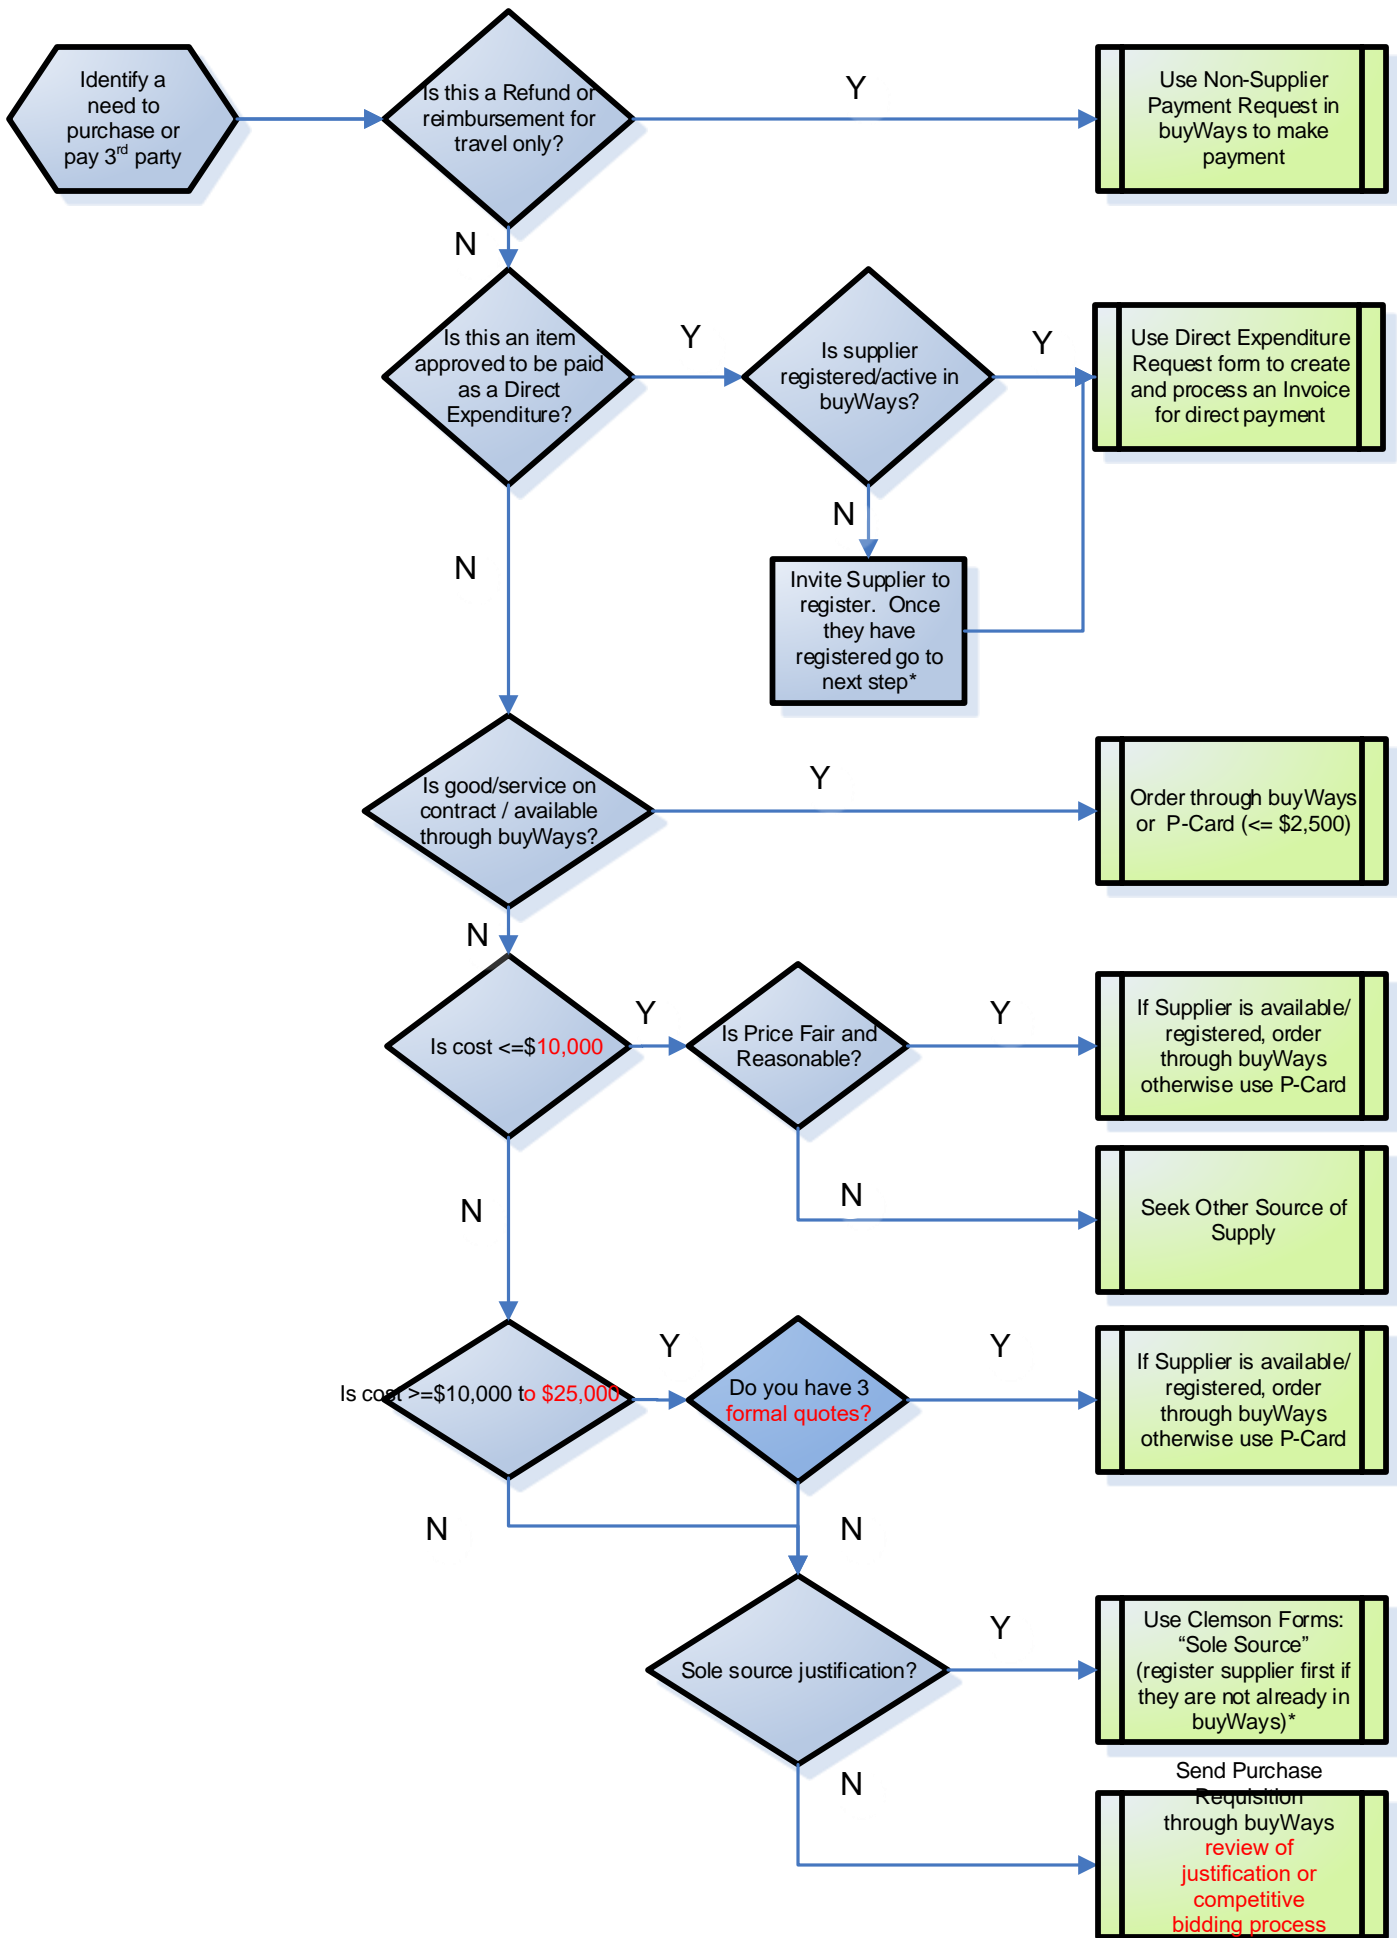 Identify a
need to
purchase or
pay 3rd party
Is this a Refund or
reimbursement for
travel only?
Y
Use Non-Supplier
Payment Request in
buyWays to make
payment
N
Is this an item
approved to be paid
as a Direct
Expenditure?
Y
Is supplier
registered/active in
buyWays?
Y
Use Direct Expenditure
Request form to create
and process an Invoice
for direct payment
N
N
Invite Supplier to
register. Once
they have
registered go to
next step*
Is good/service on
contract / available
through buyWays?
Y
Order through buyWays
or P-Card (<= $2,500)
N
Is cost <=$10,000
Y
Is Price Fair and
Reasonable?
Y
If Supplier is available/
registered, order
through buyWays
otherwise use P-Card
N
N
Seek Other Source of
Supply
Is cost >=$10,000 to $25,000
Y
Do you have 3
formal quotes?
Y
If Supplier is available/
registered, order
through buyWays
otherwise use P-Card
N
N
Sole source justification?
Y
Use Clemson Forms:
“Sole Source”
(register supplier first if
they are not already in
buyWays)*
N
Send Purchase
Requisition
through buyWays
review of
justification or
competitive
bidding process